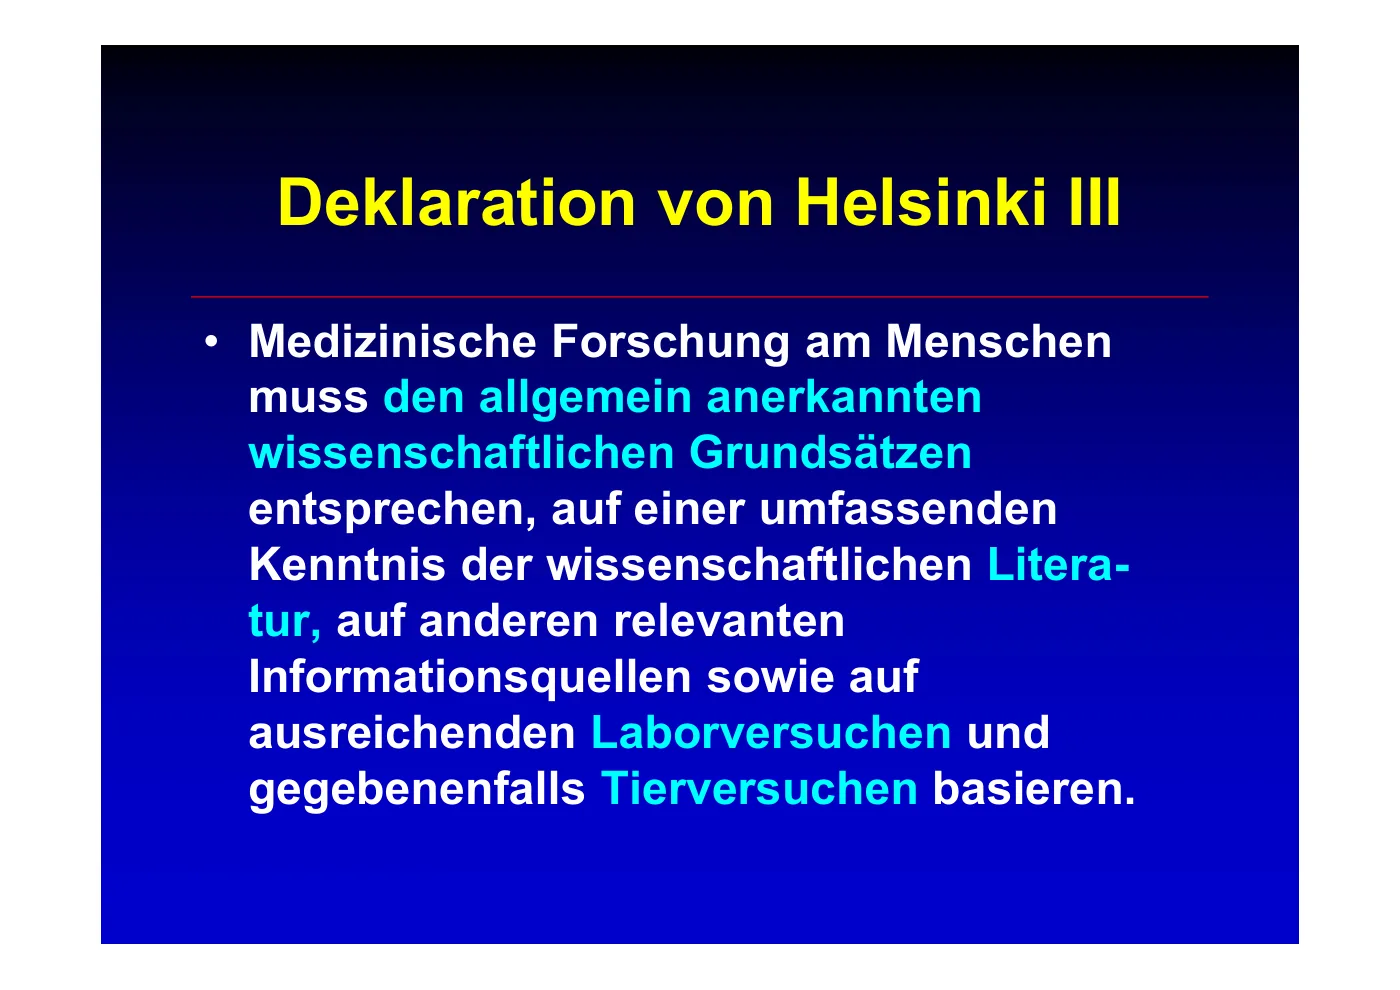 Deklaration von Helsinki III
• Medizinische Forschung am Menschen
muss den allgemein anerkannten
wissenschaftlichen Grundsätzen
entsprechen, auf einer umfassenden
Kenntnis der wissenschaftlichen Litera-
tur, auf anderen relevanten
Informationsquellen sowie auf
ausreichenden Laborversuchen und
gegebenenfalls Tierversuchen basieren.